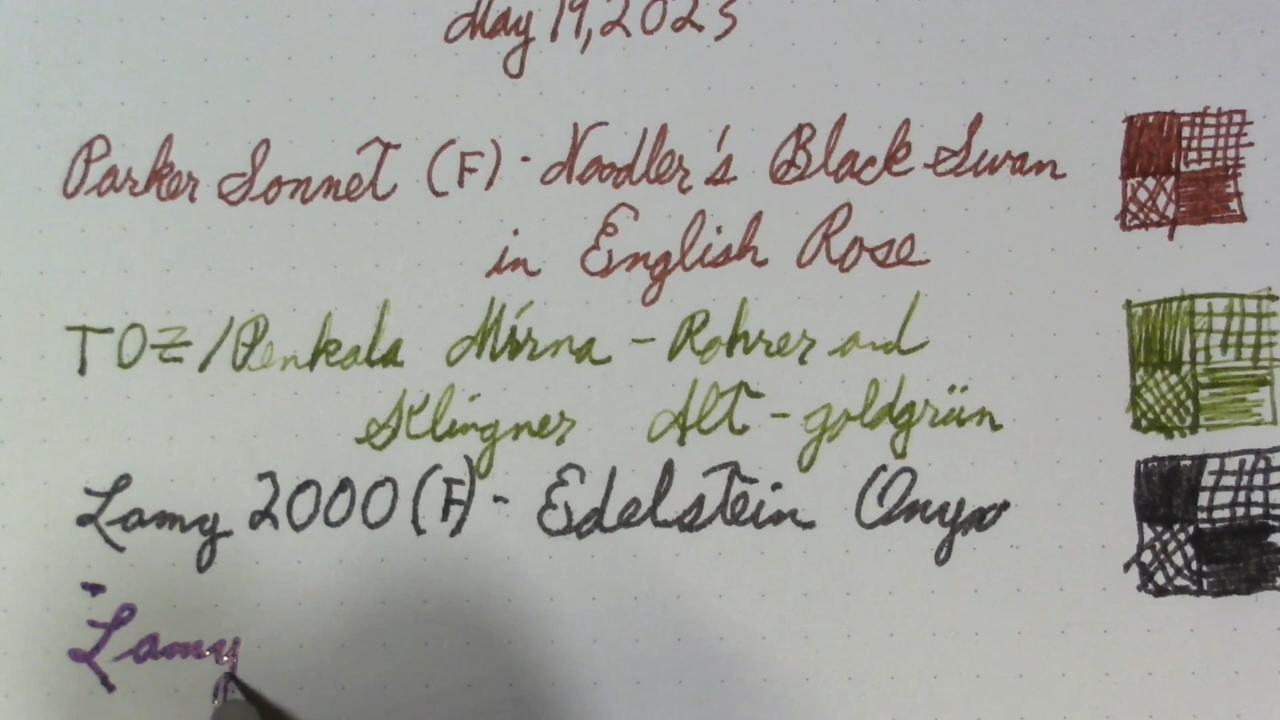 May 19, 2023
Parker Sonnet (F) - Noodler's Black Swan
in English Rose
TOZ/Penkala Mirna - Rohrer and
Klingner Alt-goldgrün
Lamy 2000 (F) - Edelstein Onyx
Lamy